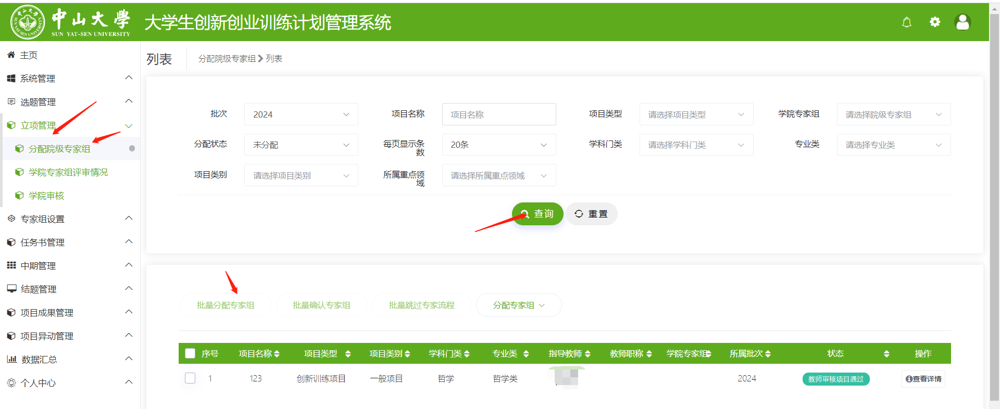 中山大學
SUN YAT-SEN UNIVERSITY
大学生创新创业训练计划管理系统
主页
系统管理
选题管理
立项管理
分配院级专家组
学院专家组评审情况
学院审核
专家组设置
任务书管理
中期管理
结题管理
项目成果管理
项目异动管理
数据汇总
个人中心
列表
分配院级专家组 列表
批次 2024 项目名称 项目名称 项目类型 请选择项目类型 学院专家组 请选择院级专家组
分配状态 未分配 每页显示条数 20条 学科门类 请选择学科门类 专业类 请选择专业类
项目类别 请选择项目类别 所属重点领域 请选择所属重点领域
查询 重置
批量分配专家组 批量确认专家组 批量跳过专家流程 分配专家组
序号 项目名称 项目类型 项目类别 学科门类 专业类 指导教师 教师职称 学院专家组 所属批次 状态 操作
1 123 创新训练项目 一般项目 哲学 哲学类 2024 教师审核项目通过 查看详情